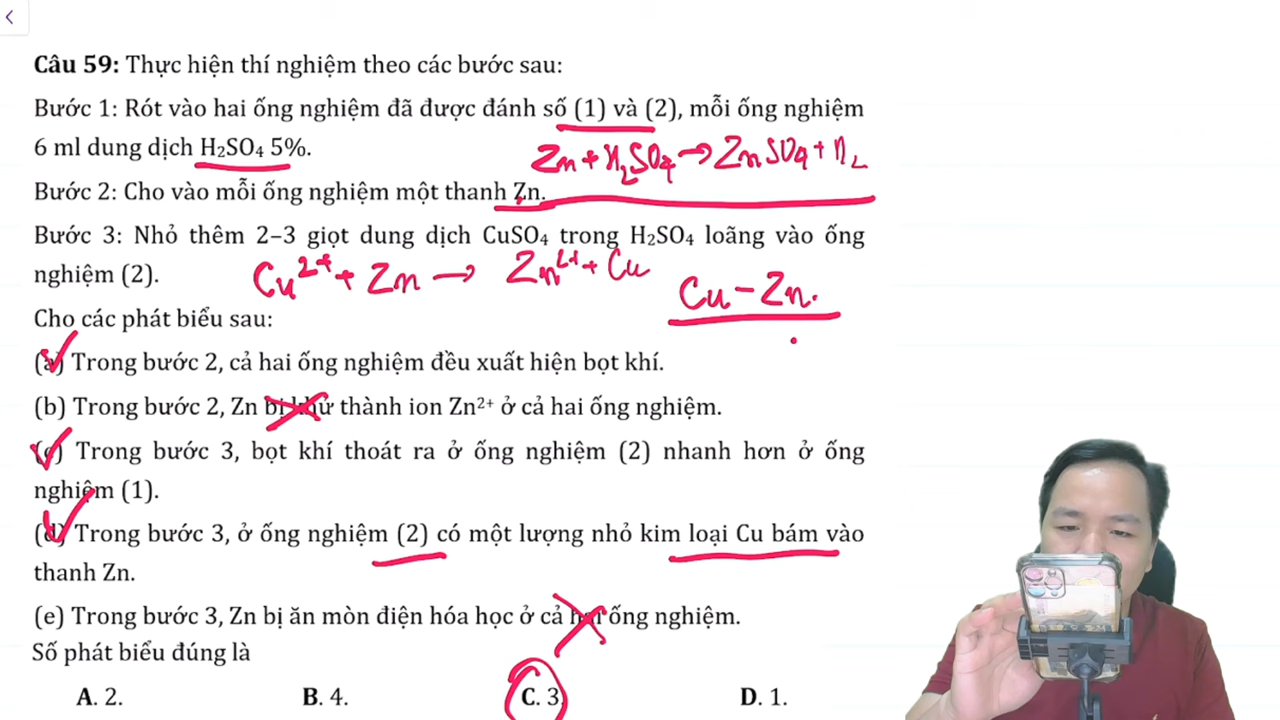 Câu 59: Thực hiện thí nghiệm theo các bước sau:
Bước 1: Rót vào hai ống nghiệm đã được đánh số (1) và (2), mỗi ống nghiệm
6 ml dung dịch H₂SO₄ 5%.
Zn + H₂SO₄ → ZnSO₄ + H₂
Bước 2: Cho vào mỗi ống nghiệm một thanh Zn.
Bước 3: Nhỏ thêm 2–3 giọt dung dịch CuSO₄ trong H₂SO₄ loãng vào ống
nghiệm (2).
Cu²⁺ + Zn → Zn²⁺ + Cu
Cu – Zn.
Cho các phát biểu sau:
(a) Trong bước 2, cả hai ống nghiệm đều xuất hiện bọt khí.
(b) Trong bước 2, Zn bị khử thành ion Zn²⁺ ở cả hai ống nghiệm.
(c) Trong bước 3, bọt khí thoát ra ở ống nghiệm (2) nhanh hơn ở ống
nghiệm (1).
(d) Trong bước 3, ở ống nghiệm (2) có một lượng nhỏ kim loại Cu bám vào
thanh Zn.
(e) Trong bước 3, Zn bị ăn mòn điện hóa học ở cả hai ống nghiệm.
Số phát biểu đúng là
A. 2. B. 4. C. 3. D. 1.